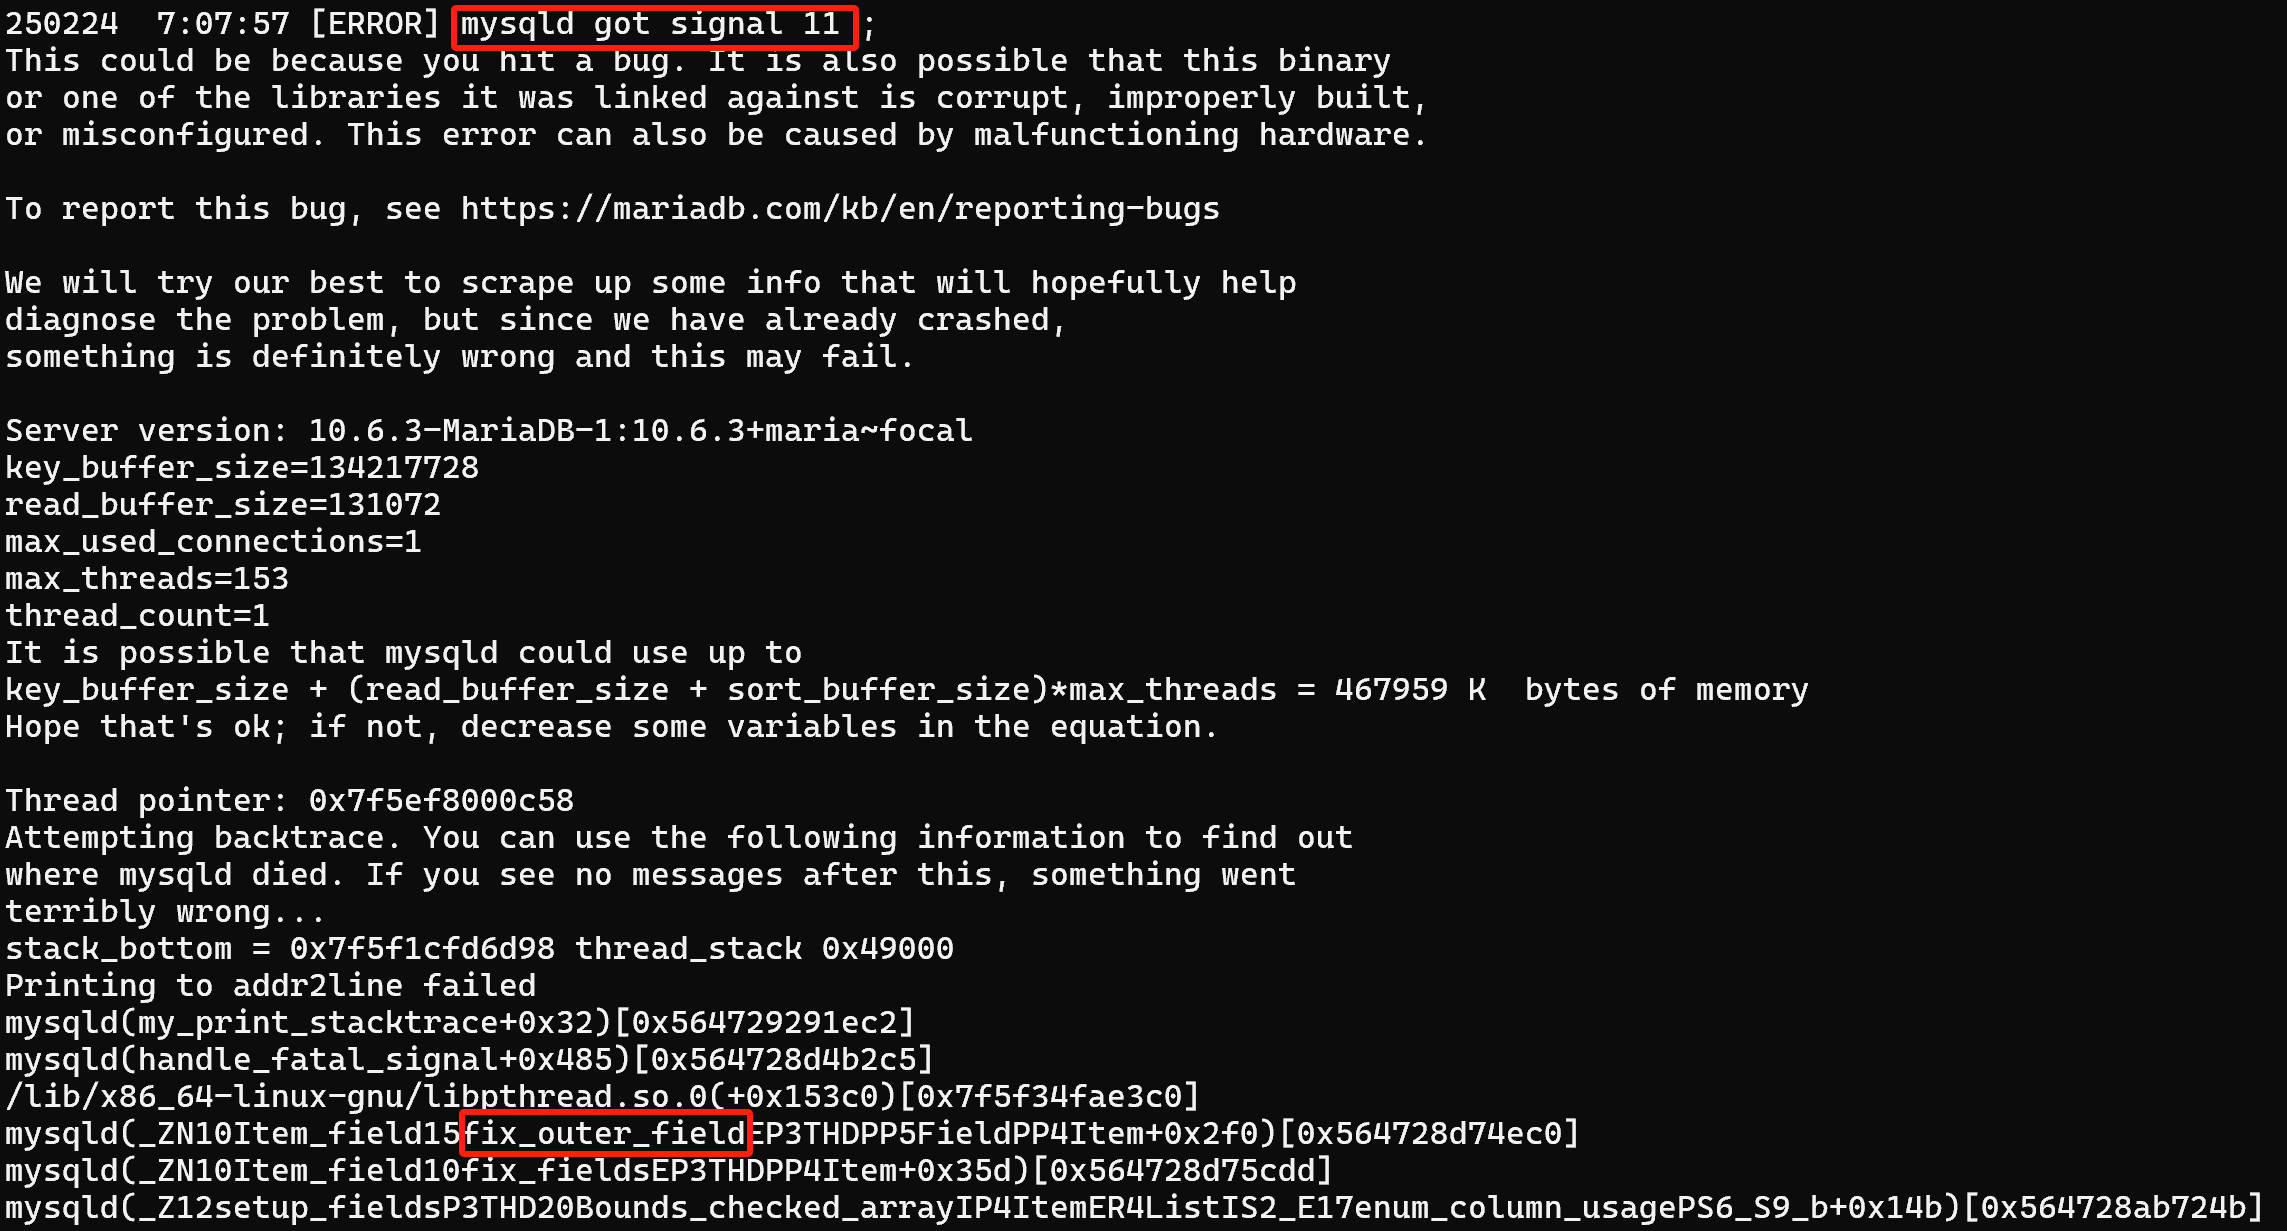 250224  7:07:57 [ERROR] mysqld got signal 11 ;
This could be because you hit a bug. It is also possible that this binary
or one of the libraries it was linked against is corrupt, improperly built,
or misconfigured. This error can also be caused by malfunctioning hardware.
To report this bug, see https://mariadb.com/kb/en/reporting-bugs
We will try our best to scrape up some info that will hopefully help
diagnose the problem, but since we have already crashed,
something is definitely wrong and this may fail.
Server version: 10.6.3-MariaDB-1:10.6.3+maria~focal
key_buffer_size=134217728
read_buffer_size=131072
max_used_connections=1
max_threads=153
thread_count=1
It is possible that mysqld could use up to
key_buffer_size + (read_buffer_size + sort_buffer_size)*max_threads = 467959 K  bytes of memory
Hope that's ok; if not, decrease some variables in the equation.
Thread pointer: 0x7f5ef8000c58
Attempting backtrace. You can use the following information to find out
where mysqld died. If you see no messages after this, something went
terribly wrong...
stack_bottom = 0x7f5f1cfd6d98 thread_stack 0x49000
Printing to addr2line failed
mysqld(my_print_stacktrace+0x32)[0x564729291ec2]
mysqld(handle_fatal_signal+0x485)[0x564728d4b2c5]
/lib/x86_64-linux-gnu/libpthread.so.0(+0x153c0)[0x7f5f34fae3c0]
mysqld(_ZN10Item_field15fix_outer_fieldEP3THDPP5FieldPP4Item+0x2f0)[0x564728d74ec0]
mysqld(_ZN10Item_field10fix_fieldsEP3THDPP4Item+0x35d)[0x564728d75cdd]
mysqld(_Z12setup_fieldsP3THD20Bounds_checked_arrayIP4ItemER4ListIS2_E17enum_column_usagePS6_S9_b+0x14b)[0x564728ab724b]